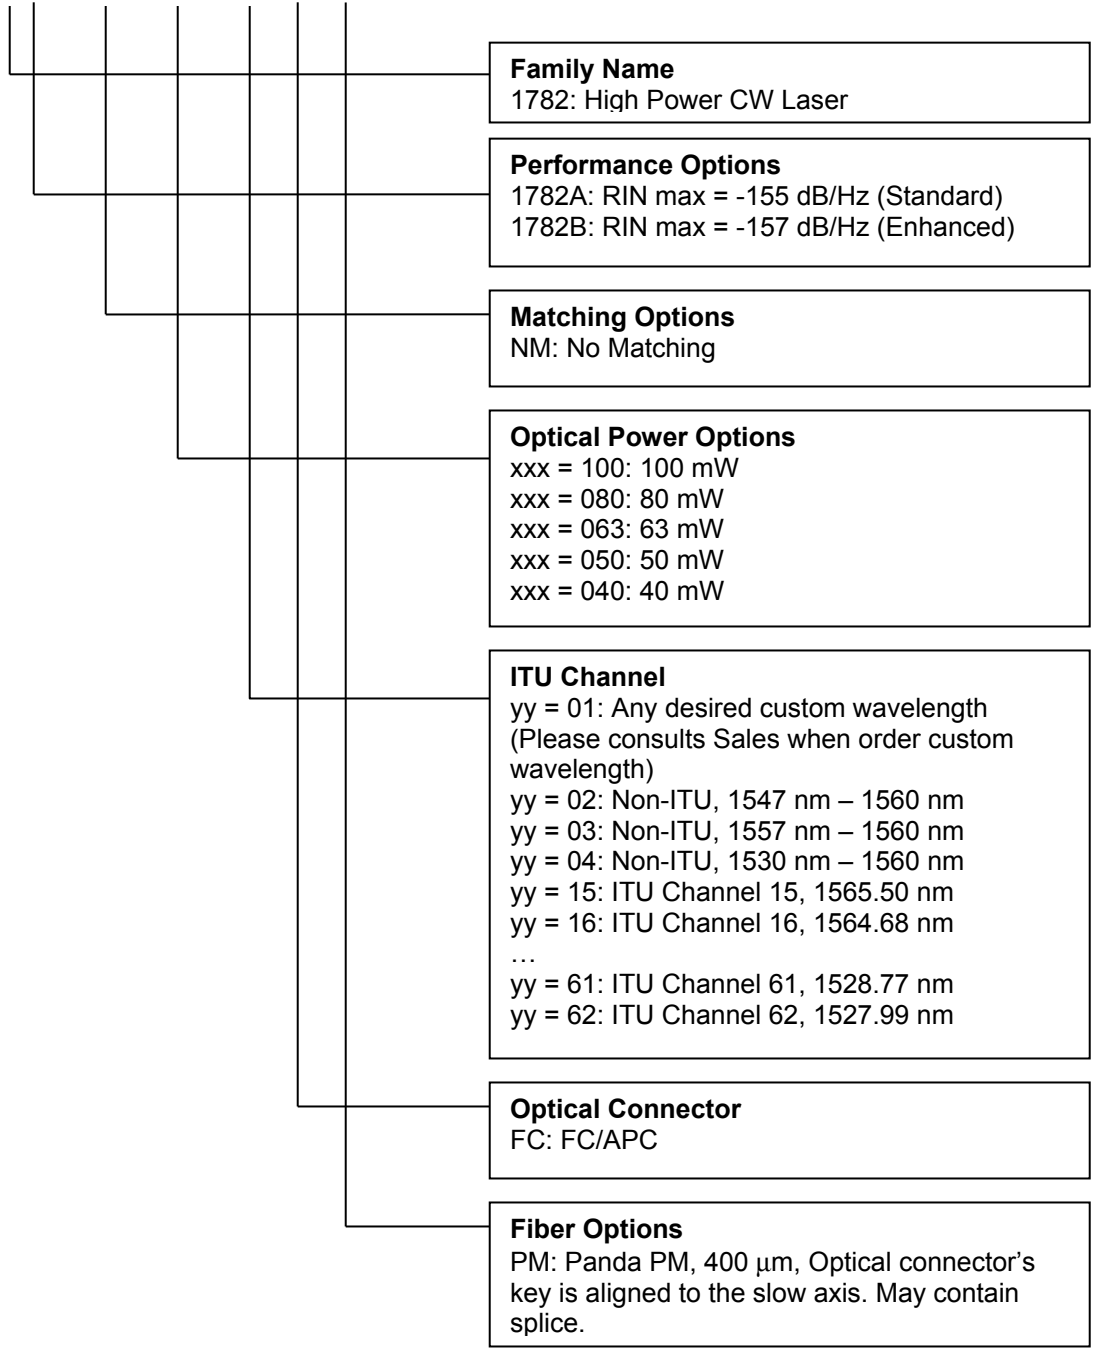 Family Name
1782: High Power CW Laser
Performance Options
1782A: RIN max = -155 dB/Hz (Standard)
1782B: RIN max = -157 dB/Hz (Enhanced)
Matching Options
NM: No Matching
Optical Power Options
xxx = 100: 100 mW
xxx = 080: 80 mW
xxx = 063: 63 mW
xxx = 050: 50 mW
xxx = 040: 40 mW
ITU Channel
yy = 01: Any desired custom wavelength
(Please consults Sales when order custom
wavelength)
yy = 02: Non-ITU, 1547 nm – 1560 nm
yy = 03: Non-ITU, 1557 nm – 1560 nm
yy = 04: Non-ITU, 1530 nm – 1560 nm
yy = 15: ITU Channel 15, 1565.50 nm
yy = 16: ITU Channel 16, 1564.68 nm
…
yy = 61: ITU Channel 61, 1528.77 nm
yy = 62: ITU Channel 62, 1527.99 nm
Optical Connector
FC: FC/APC
Fiber Options
PM: Panda PM, 400 µm, Optical connector’s
key is aligned to the slow axis. May contain
splice.